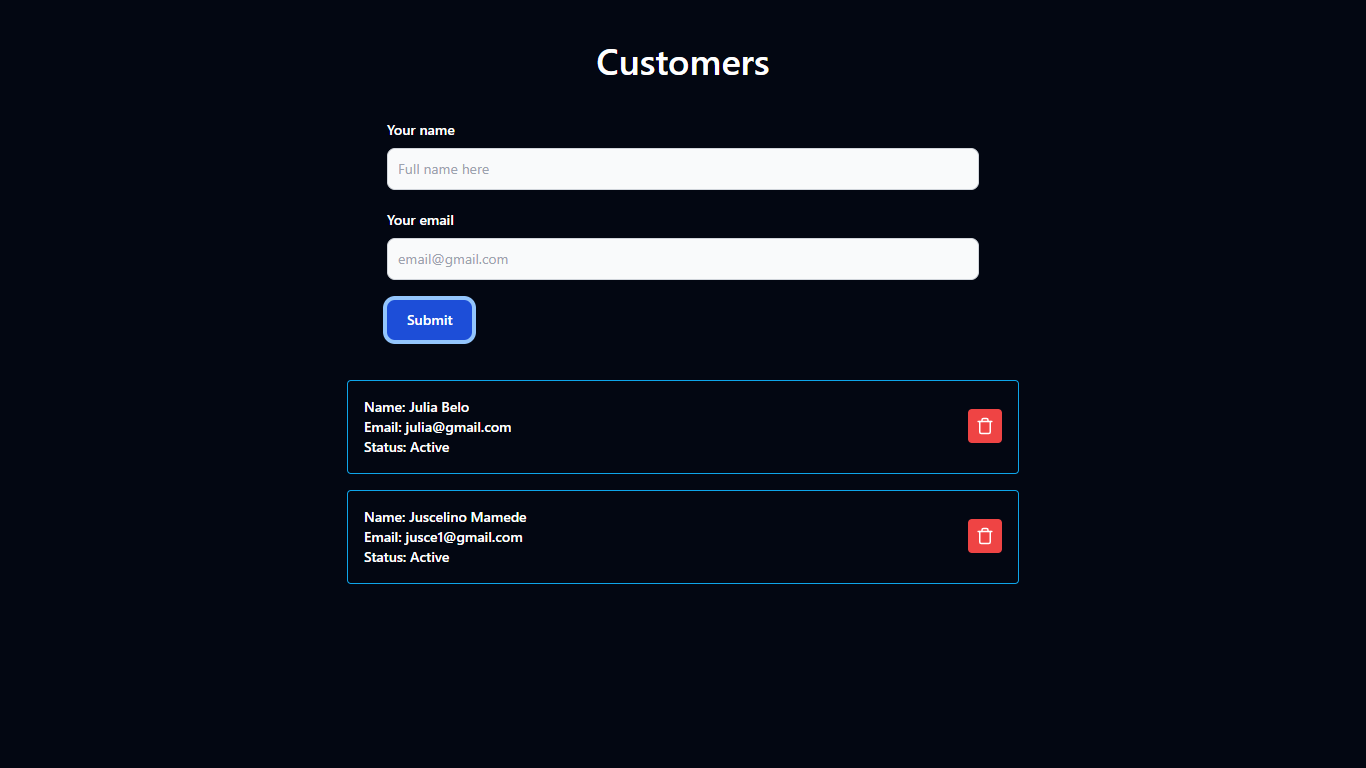 Customers
Your name
Full name here
Your email
email@gmail.com
Submit
Name: Julia Belo
Email: julia@gmail.com
Status: Active
Name: Juscelino Mamede
Email: jusce1@gmail.com
Status: Active